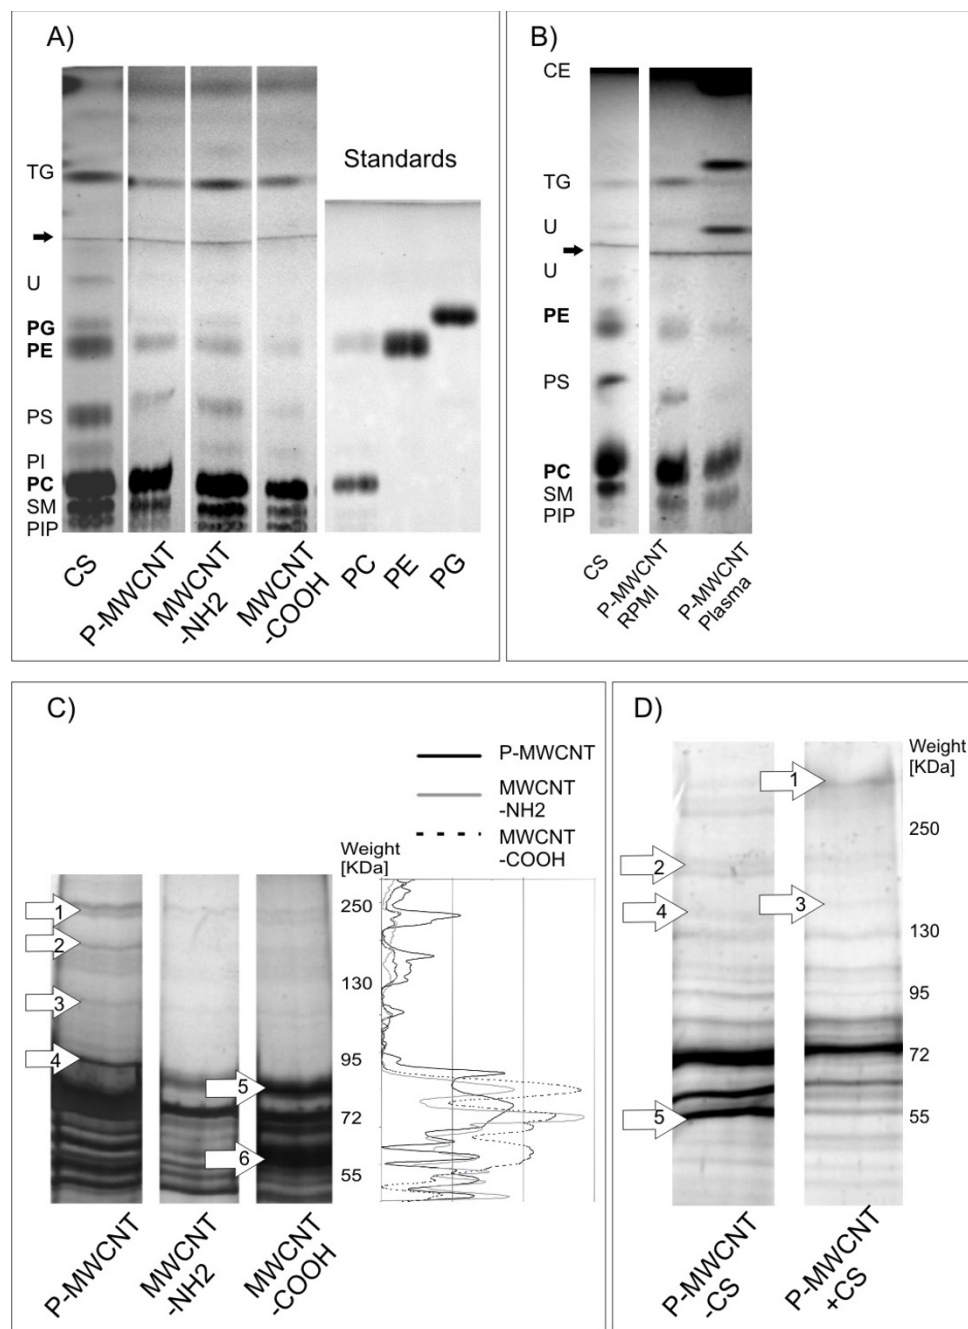 A)
TG
U
PG
PE
PS
PI
PC
SM
PIP
CS
P-MWCNT
MWCNT
-NH2
MWCNT
-COOH
Standards
PC
PE
PG
B)
CE
TG
U
U
PE
PS
PC
SM
PIP
CS
P-MWCNT
RPMI
P-MWCNT
Plasma
C)
P-MWCNT
MWCNT
-NH2
MWCNT
-COOH
Weight
[KDa]
250
130
95
72
55
1
2
3
4
5
6
P-MWCNT
MWCNT
-NH2
MWCNT
-COOH
D)
Weight
[KDa]
250
130
95
72
55
1
2
3
4
5
P-MWCNT
-CS
P-MWCNT
+CS